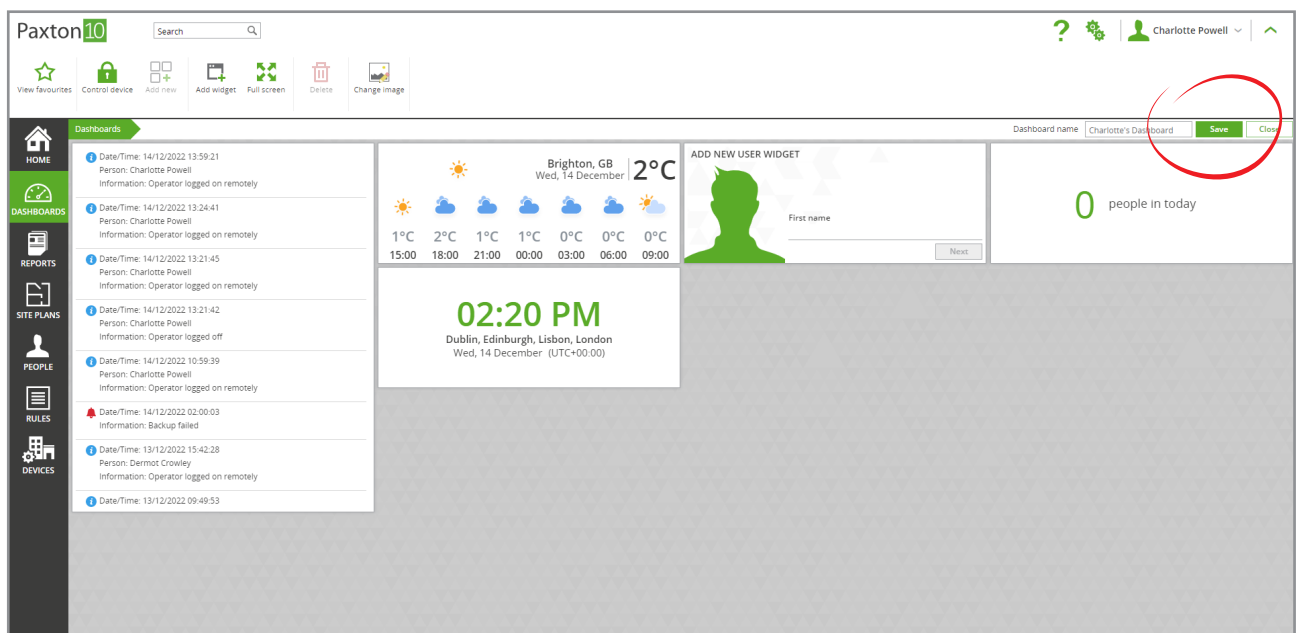 Paxton10
Search
Charlotte Powell
View favourites
Control device
Add new
Add widget
Full screen
Delete
Change image
HOME
DASHBOARDS
REPORTS
SITE PLANS
PEOPLE
RULES
DEVICES
Dashboards
Dashboard name
Charlotte's Dashboard
Save
Close
Date/Time: 14/12/2022 13:59:21
Person: Charlotte Powell
Information: Operator logged on remotely
Date/Time: 14/12/2022 13:24:41
Person: Charlotte Powell
Information: Operator logged on remotely
Date/Time: 14/12/2022 13:21:45
Person: Charlotte Powell
Information: Operator logged on remotely
Date/Time: 14/12/2022 13:21:42
Person: Charlotte Powell
Information: Operator logged off
Date/Time: 14/12/2022 10:59:39
Person: Charlotte Powell
Information: Operator logged on remotely
Date/Time: 14/12/2022 02:00:03
Information: Backup failed
Date/Time: 13/12/2022 15:42:28
Person: Dermot Crowley
Information: Operator logged on remotely
Date/Time: 13/12/2022 09:49:53
Brighton, GB
Wed, 14 December
2°C
1°C 2°C 1°C 1°C 0°C 0°C 0°C
15:00 18:00 21:00 00:00 03:00 06:00 09:00
02:20 PM
Dublin, Edinburgh, Lisbon, London
Wed, 14 December (UTC+00:00)
ADD NEW USER WIDGET
First name
Next
0 people in today